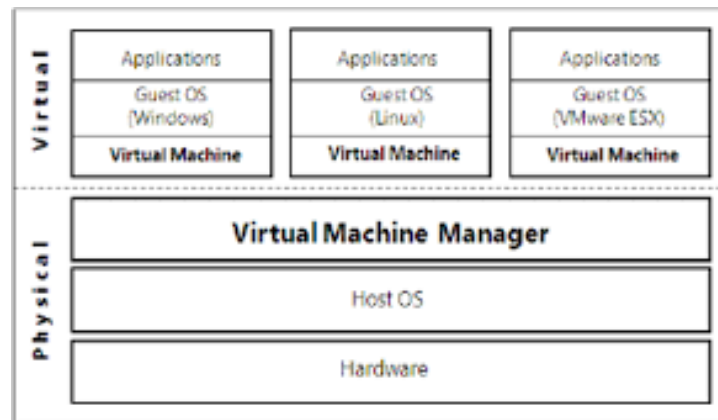 Virtual
Applications
Guest OS
(Windows)
Virtual Machine
Applications
Guest OS
(Linux)
Virtual Machine
Applications
Guest OS
(VMware ESX)
Virtual Machine
Physical
Virtual Machine Manager
Host OS
Hardware